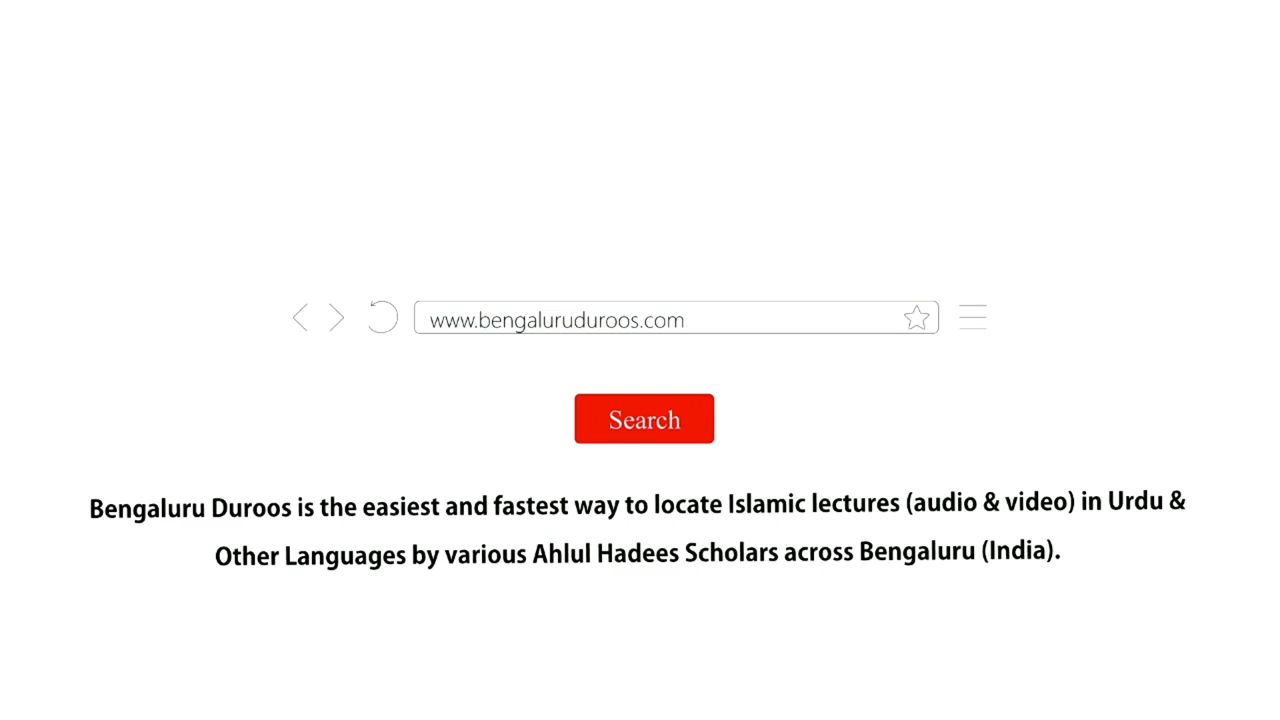 www.bengaluruduroos.com
Search
Bengaluru Duroos is the easiest and fastest way to locate Islamic lectures (audio & video) in Urdu &
Other Languages by various Ahlul Hadees Scholars across Bengaluru (India).